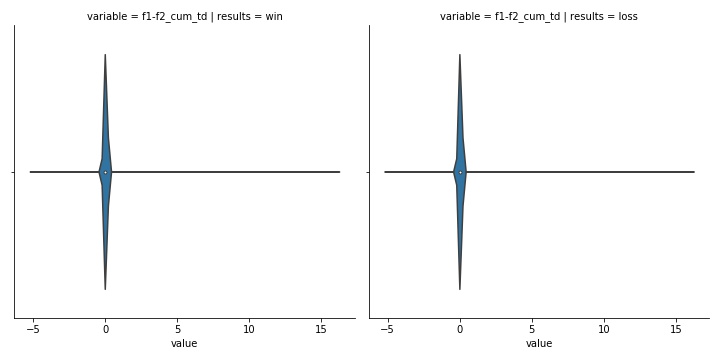 variable = f1-f2_cum_td | results = win
variable = f1-f2_cum_td | results = loss
−5 0 5 10 15
−5 0 5 10 15
value
value